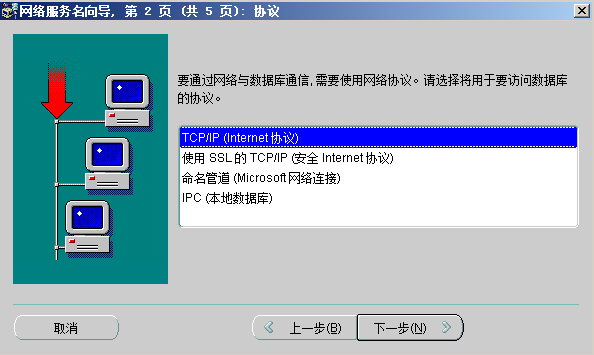 网络服务名向导, 第 2 页 (共 5 页): 协议
要通过网络与数据库通信,需要使用网络协议。请选择将用于要访问数据库
的协议。
TCP/IP (Internet 协议)
使用 SSL 的 TCP/IP (安全 Internet 协议)
命名管道 (Microsoft 网络连接)
IPC (本地数据库)
取消
上一步(B)
下一步(N)